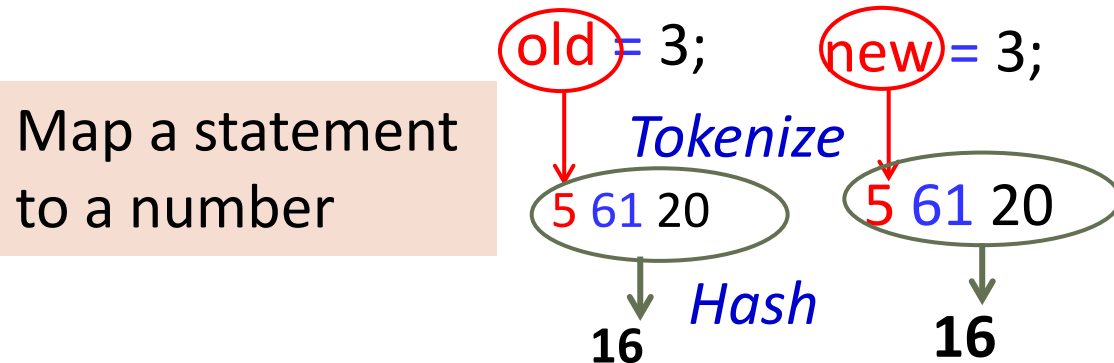 old = 3;
new = 3;
Map a statement
to a number
Tokenize
5 61 20
5 61 20
Hash
16
16